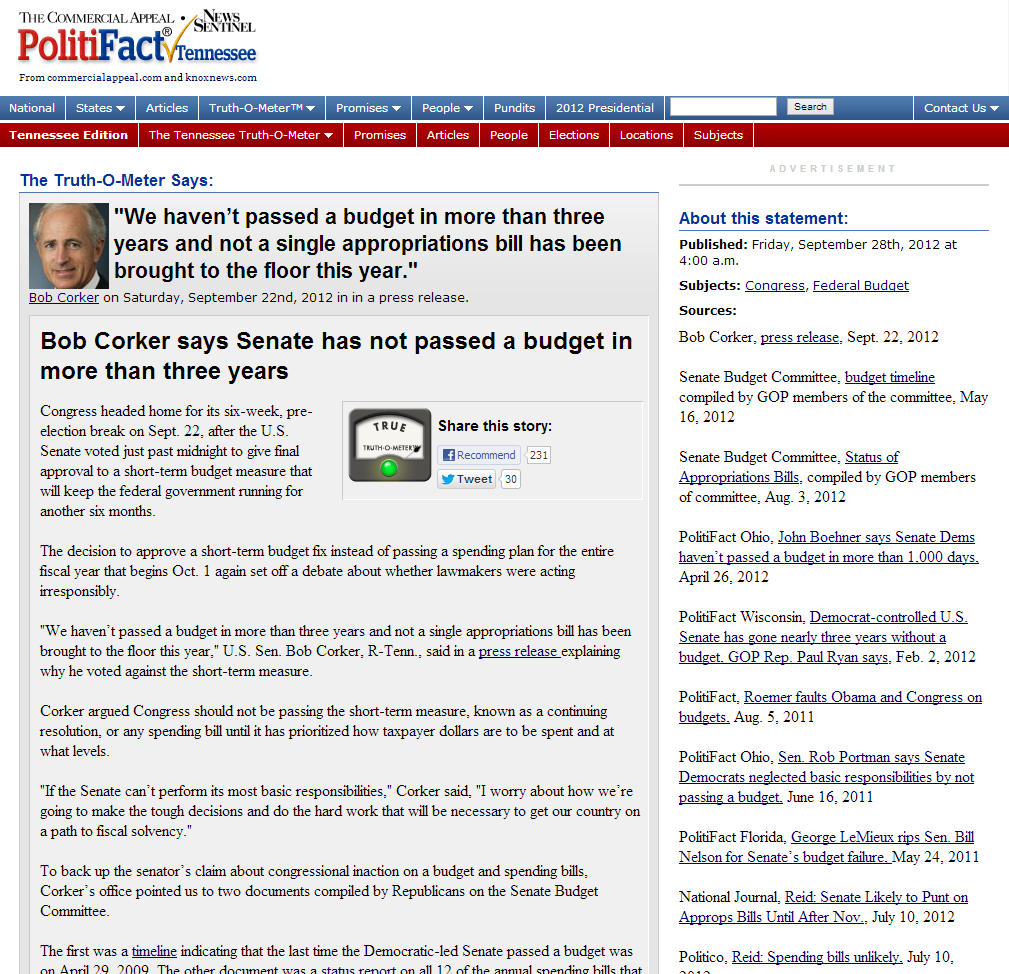 THE COMMERCIAL APPEAL • NEWS SENTINEL
PolitiFact® Tennessee
From commercialappeal.com and knoxnews.com
National States Articles Truth-O-Meter™ Promises People Pundits 2012 Presidential Search Contact Us
Tennessee Edition The Tennessee Truth-O-Meter Promises Articles People Elections Locations Subjects
The Truth-O-Meter Says:
"We haven’t passed a budget in more than three
years and not a single appropriations bill has been
brought to the floor this year."
Bob Corker on Saturday, September 22nd, 2012 in in a press release.
Bob Corker says Senate has not passed a budget in
more than three years
Congress headed home for its six-week, pre-
election break on Sept. 22, after the U.S.
Senate voted just past midnight to give final
approval to a short-term budget measure that
will keep the federal government running for
another six months.
TRUE
TRUTH-O-METER™
Share this story:
Recommend 231
Tweet 30
The decision to approve a short-term budget fix instead of passing a spending plan for the entire
fiscal year that begins Oct. 1 again set off a debate about whether lawmakers were acting
irresponsibly.
"We haven’t passed a budget in more than three years and not a single appropriations bill has been
brought to the floor this year," U.S. Sen. Bob Corker, R-Tenn., said in a press release explaining
why he voted against the short-term measure.
Corker argued Congress should not be passing the short-term measure, known as a continuing
resolution, or any spending bill until it has prioritized how taxpayer dollars are to be spent and at
what levels.
"If the Senate can’t perform its most basic responsibilities," Corker said, "I worry about how we’re
going to make the tough decisions and do the hard work that will be necessary to get our country on
a path to fiscal solvency."
To back up the senator’s claim about congressional inaction on a budget and spending bills,
Corker’s office pointed us to two documents compiled by Republicans on the Senate Budget
Committee.
The first was a timeline indicating that the last time the Democratic-led Senate passed a budget was
on April 29, 2009. The other document was a status report on all 12 of the annual spending bills that
ADVERTISEMENT
About this statement:
Published: Friday, September 28th, 2012 at
4:00 a.m.
Subjects: Congress, Federal Budget
Sources:
Bob Corker, press release, Sept. 22, 2012
Senate Budget Committee, budget timeline
compiled by GOP members of the committee, May
16, 2012
Senate Budget Committee, Status of
Appropriations Bills, compiled by GOP members
of committee, Aug. 3, 2012
PolitiFact Ohio, John Boehner says Senate Dems
haven’t passed a budget in more than 1,000 days,
April 26, 2012
PolitiFact Wisconsin, Democrat-controlled U.S.
Senate has gone nearly three years without a
budget, GOP Rep. Paul Ryan says, Feb. 2, 2012
PolitiFact, Roemer faults Obama and Congress on
budgets, Aug. 5, 2011
PolitiFact Ohio, Sen. Rob Portman says Senate
Democrats neglected basic responsibilities by not
passing a budget. June 16, 2011
PolitiFact Florida, George LeMieux rips Sen. Bill
Nelson for Senate’s budget failure. May 24, 2011
National Journal, Reid: Senate Likely to Punt on
Approps Bills Until After Nov., July 10, 2012
Politico, Reid: Spending bills unlikely. July 10,
2012